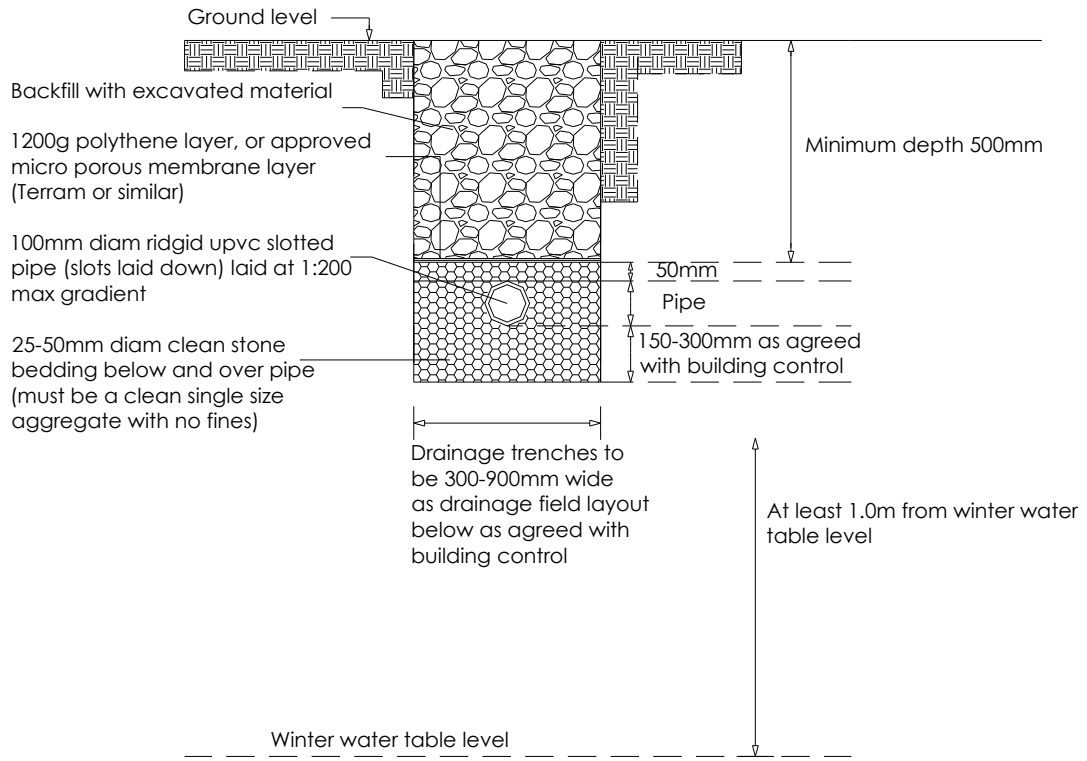 Ground level
Backfill with excavated material
1200g polythene layer, or approved
micro porous membrane layer
(Terram or similar)
100mm diam ridgid upvc slotted
pipe (slots laid down) laid at 1:200
max gradient
25-50mm diam clean stone
bedding below and over pipe
(must be a clean single size
aggregate with no fines)
Minimum depth 500mm
50mm
Pipe
150-300mm as agreed
with building control
Drainage trenches to
be 300-900mm wide
as drainage field layout
below as agreed with
building control
At least 1.0m from winter water
table level
Winter water table level